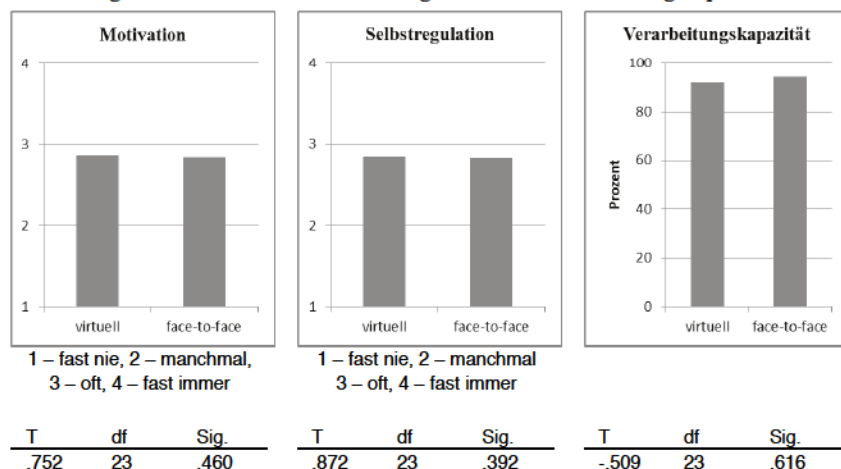 Motivation
4
3
2
1
virtuell face-to-face
1 – fast nie, 2 – manchmal,
3 – oft, 4 – fast immer
T df Sig.
.752 23 .460
Selbstregulation
4
3
2
1
virtuell face-to-face
1 – fast nie, 2 – manchmal
3 – oft, 4 – fast immer
T df Sig.
.872 23 .392
Verarbeitungskapazität
Prozent
100
80
60
40
20
0
virtuell face-to-face
T df Sig.
-.509 23 .616